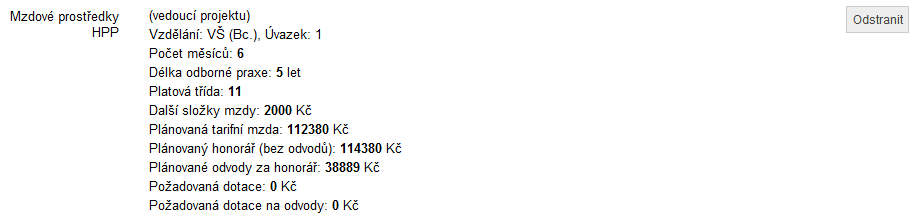 Mzdové prostředky HPP
(vedoucí projektu)
Vzdělání: VŠ (Bc.), Úvazek: 1
Počet měsíců: 6
Délka odborné praxe: 5 let
Platová třída: 11
Další složky mzdy: 2000 Kč
Plánovaná tarifní mzda: 112380 Kč
Plánovaný honorář (bez odvodů): 114380 Kč
Plánované odvody za honorář: 38889 Kč
Požadovaná dotace: 0 Kč
Požadovaná dotace na odvody: 0 Kč
Odstranit